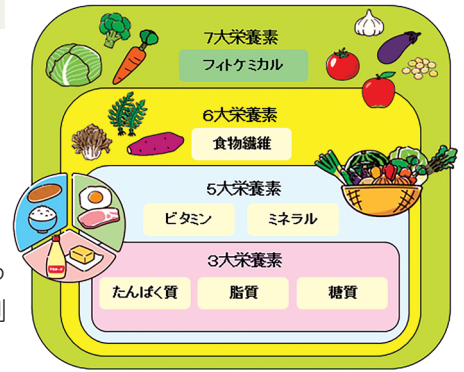 7大栄養素
フィトケミカル
6大栄養素
食物繊維
5大栄養素
ビタミン
ミネラル
3大栄養素
たんぱく質
脂質
糖質